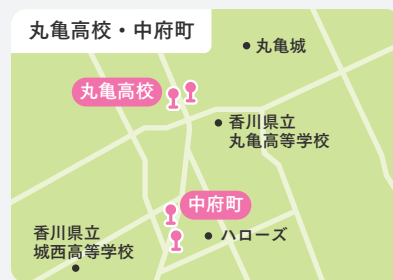 丸亀高校・中府町
丸亀城
丸亀高校
香川県立
丸亀高等学校
中府町
香川県立
城西高等学校
ハローズ